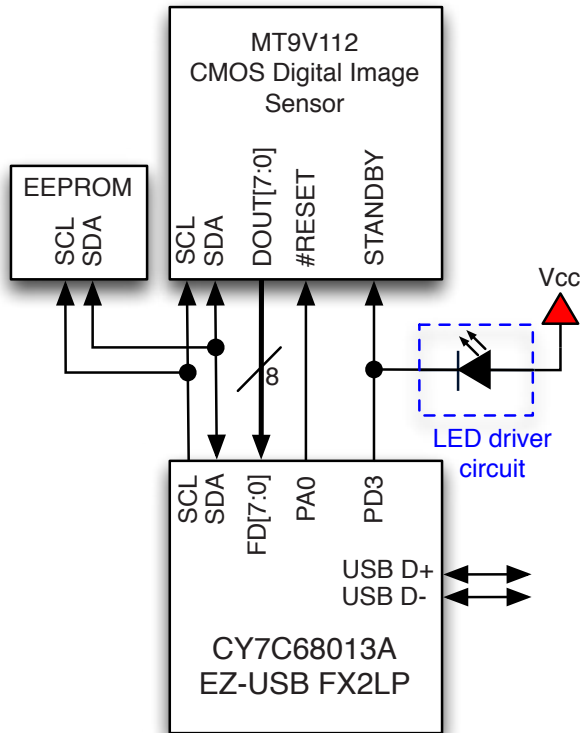 MT9V112
CMOS Digital Image
Sensor
EEPROM
SCL
SDA
SCL
SDA
DOUT[7:0]
#RESET
STANDBY
Vcc
8
LED driver
circuit
SCL
SDA
FD[7:0]
PA0
PD3
USB D+
USB D-
CY7C68013A
EZ-USB FX2LP